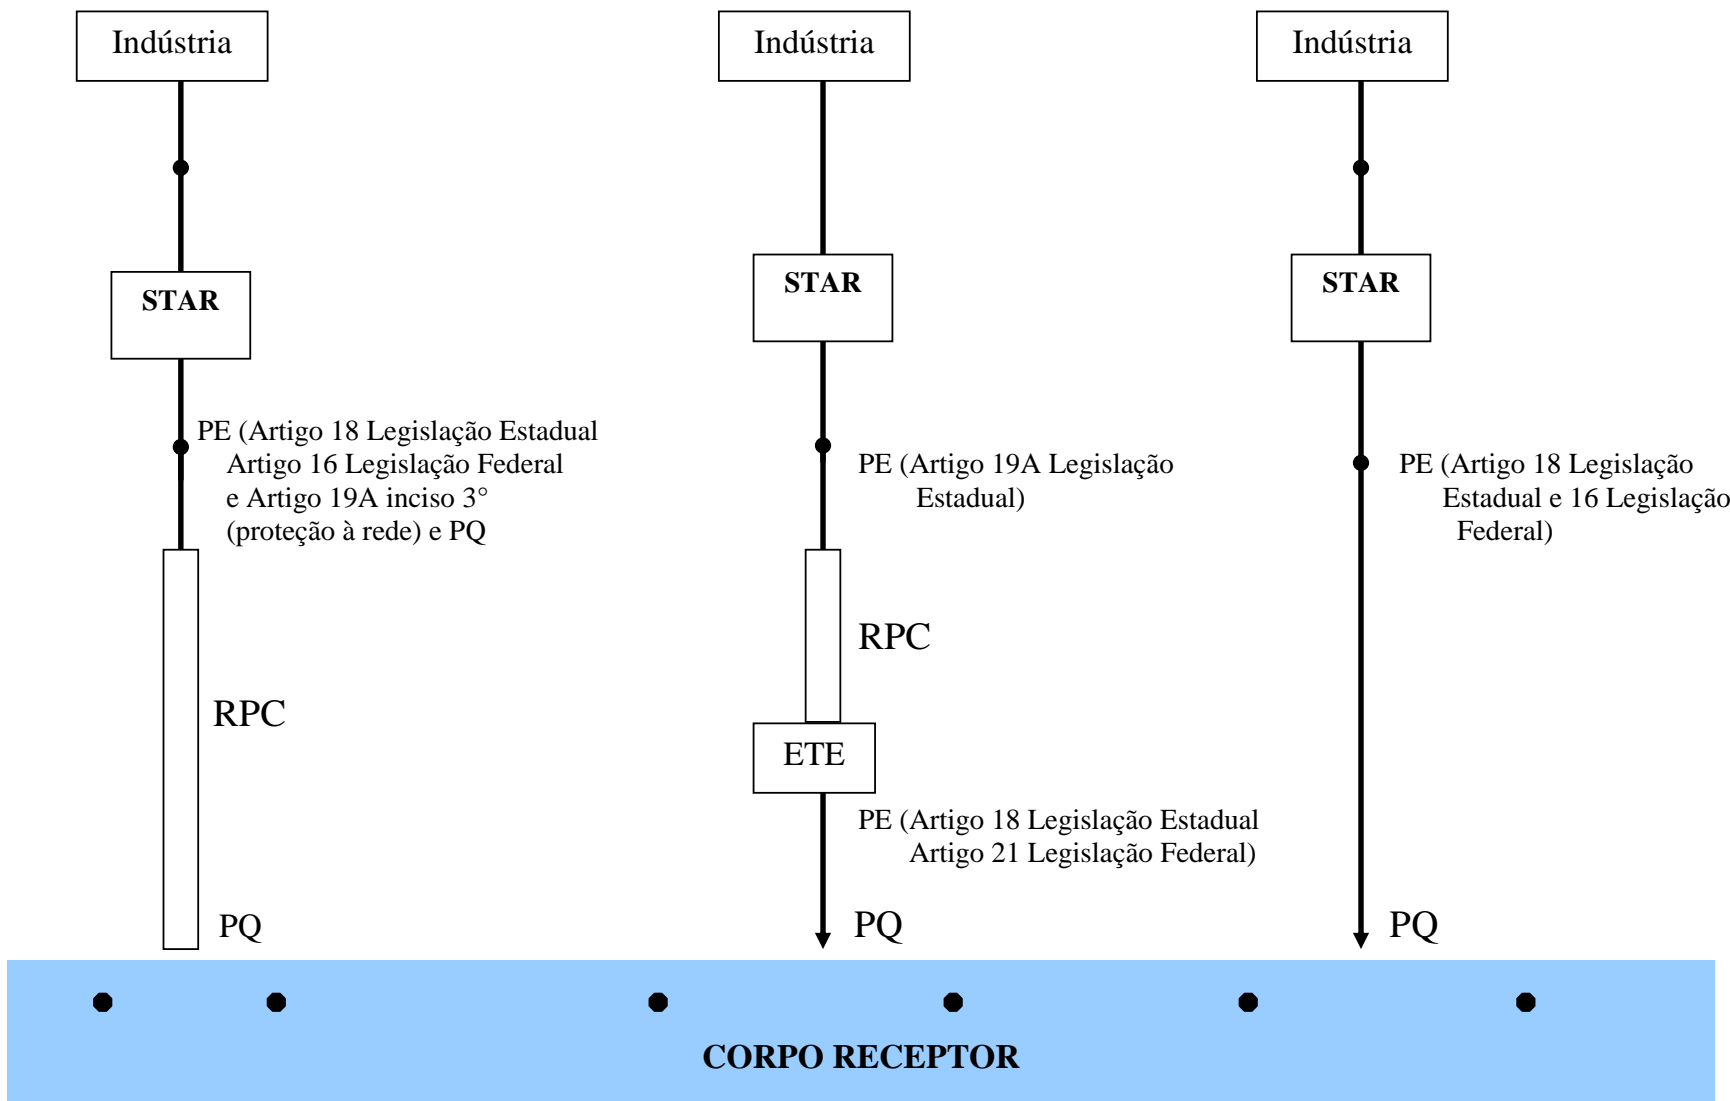 Indústria
Indústria
Indústria
STAR
STAR
STAR
PE (Artigo 18 Legislação Estadual
Artigo 16 Legislação Federal
e Artigo 19A inciso 3°
(proteção à rede) e PQ
PE (Artigo 19A Legislação
Estadual)
PE (Artigo 18 Legislação
Estadual e 16 Legislação
Federal)
RPC
RPC
ETE
PE (Artigo 18 Legislação Estadual
Artigo 21 Legislação Federal)
PQ
PQ
PQ
CORPO RECEPTOR